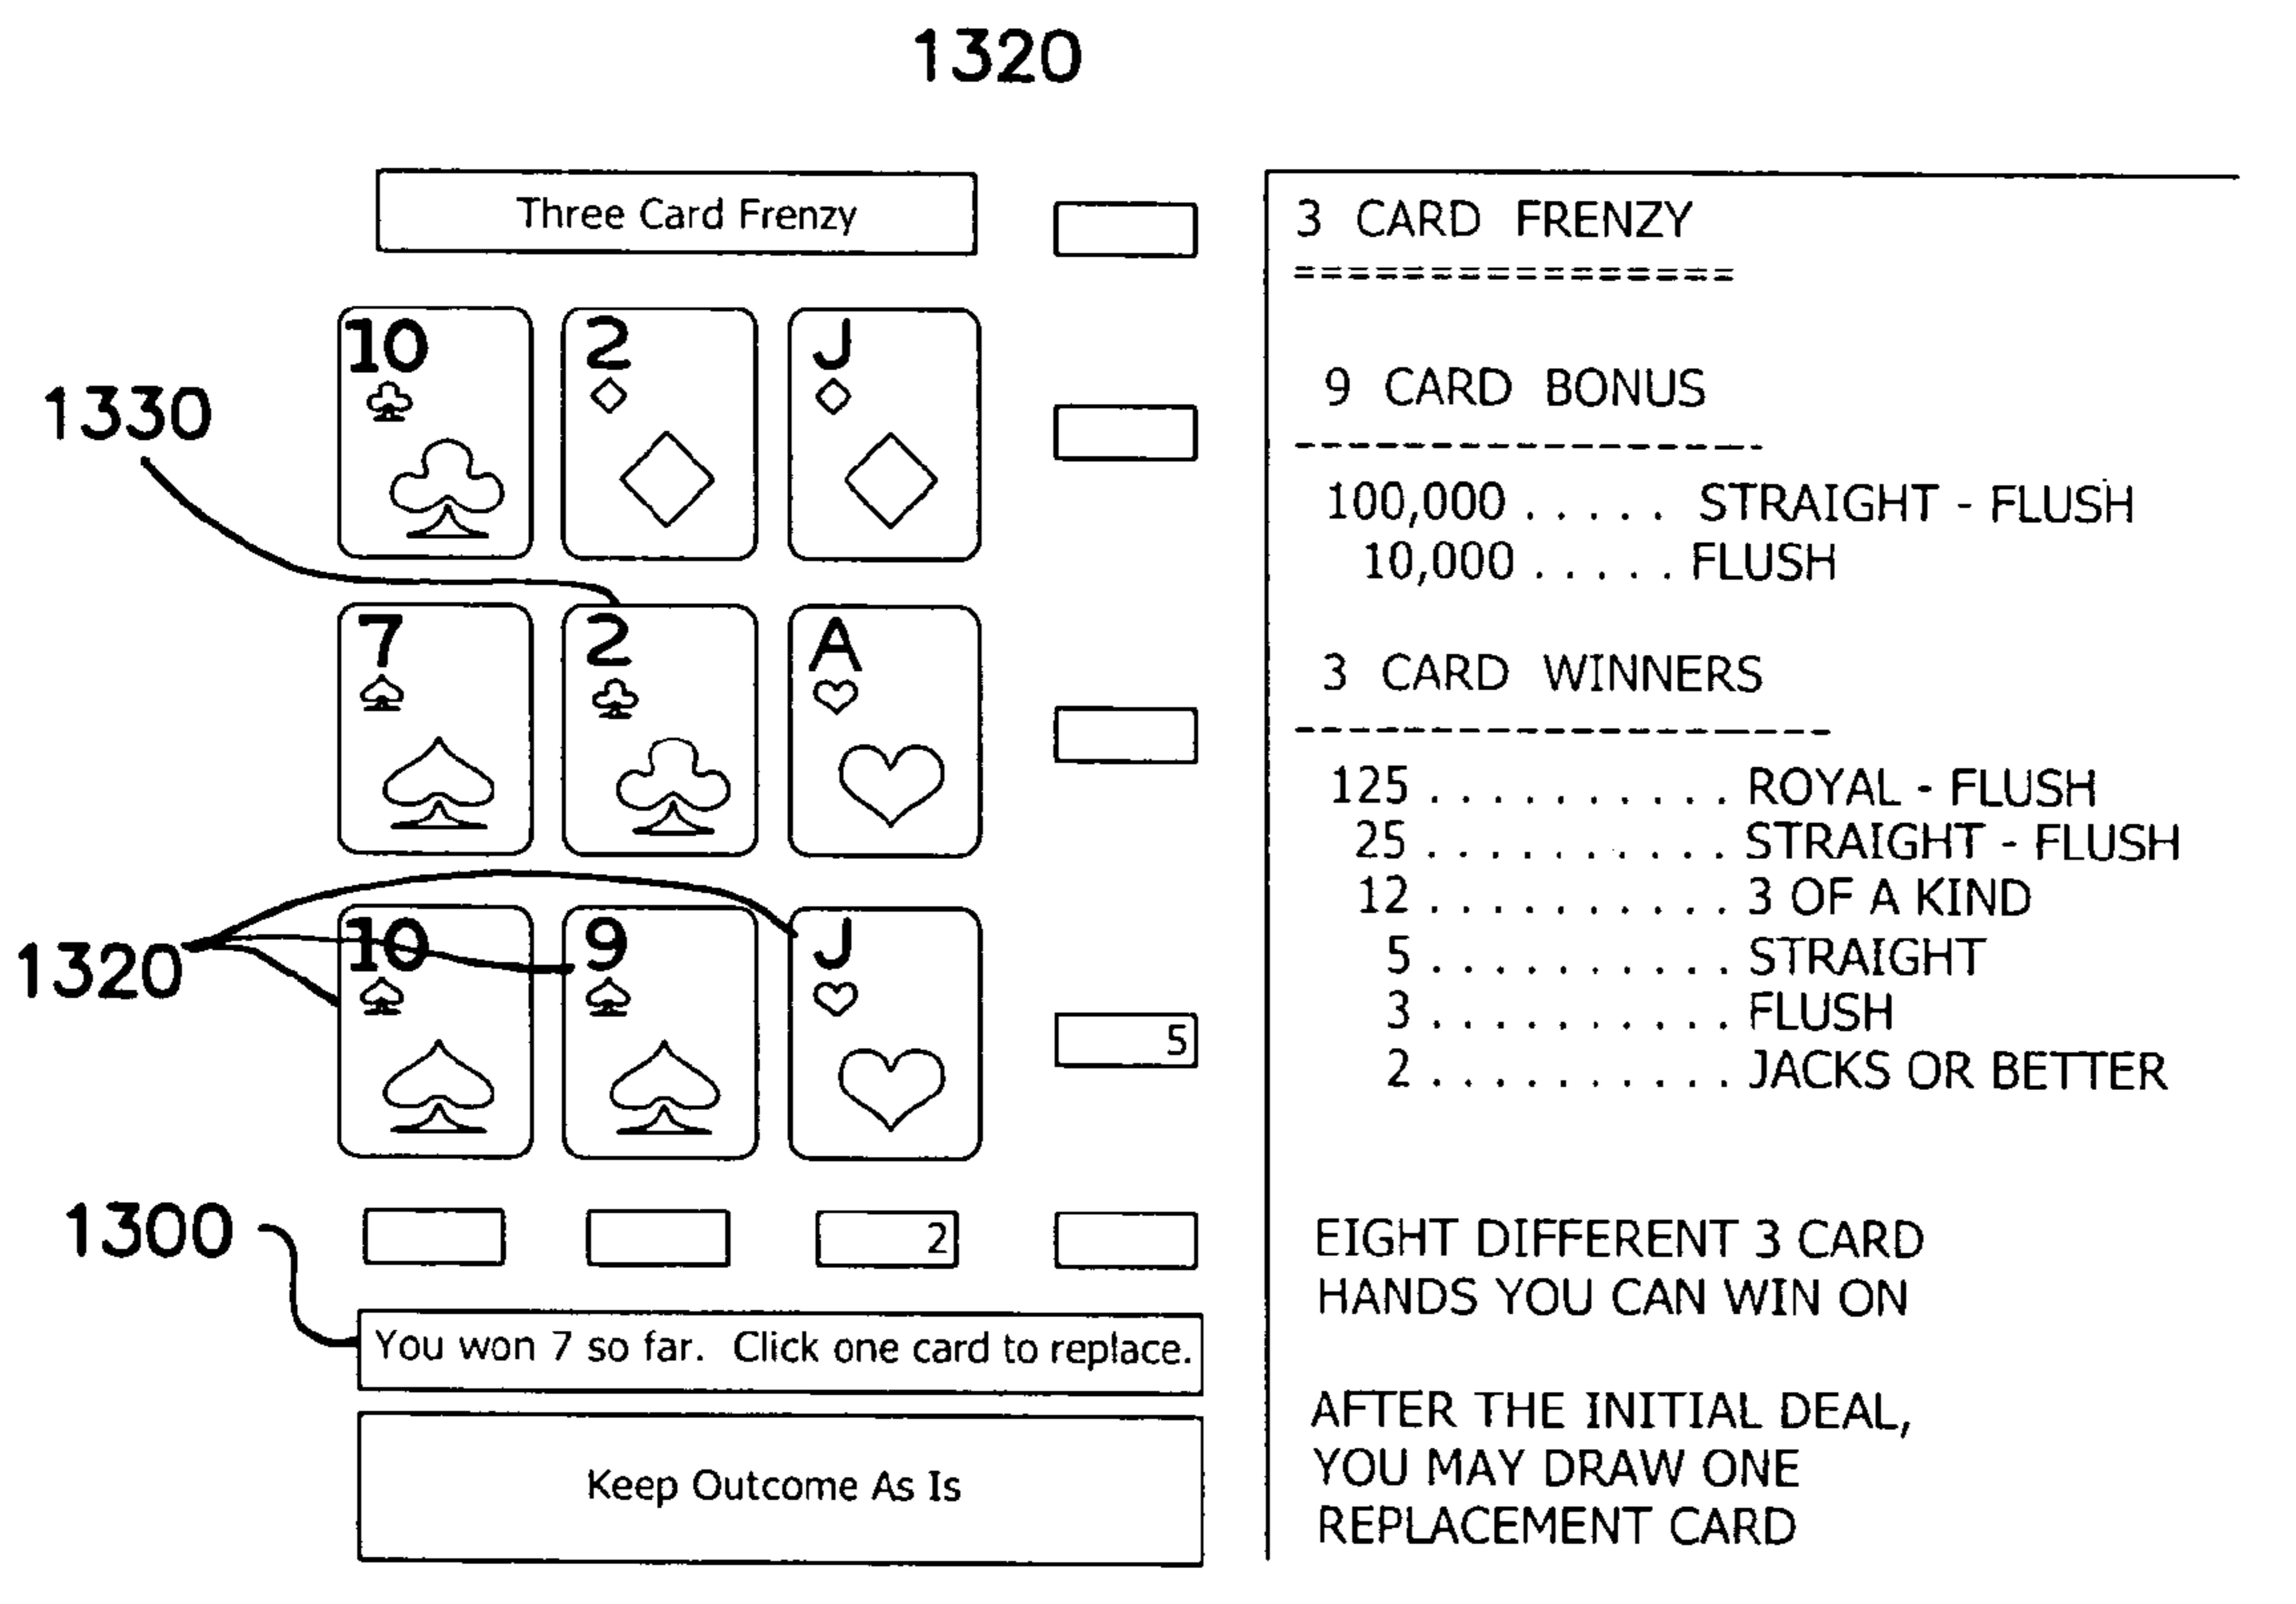 1320
Three Card Frenzy
10 2 J
1330
7 2 A
1320
10 9 J
5
1300
2
You won 7 so far. Click one card to replace.
Keep Outcome As Is
3 CARD FRENZY
=================
9 CARD BONUS
-----------------
100,000 ..... STRAIGHT - FLUSH
10,000 ..... FLUSH
3 CARD WINNERS
--------------------
125 .......... ROYAL - FLUSH
25 .......... STRAIGHT - FLUSH
12 .......... 3 OF A KIND
5 .......... STRAIGHT
3 .......... FLUSH
2 .......... JACKS OR BETTER
EIGHT DIFFERENT 3 CARD
HANDS YOU CAN WIN ON
AFTER THE INITIAL DEAL,
YOU MAY DRAW ONE
REPLACEMENT CARD